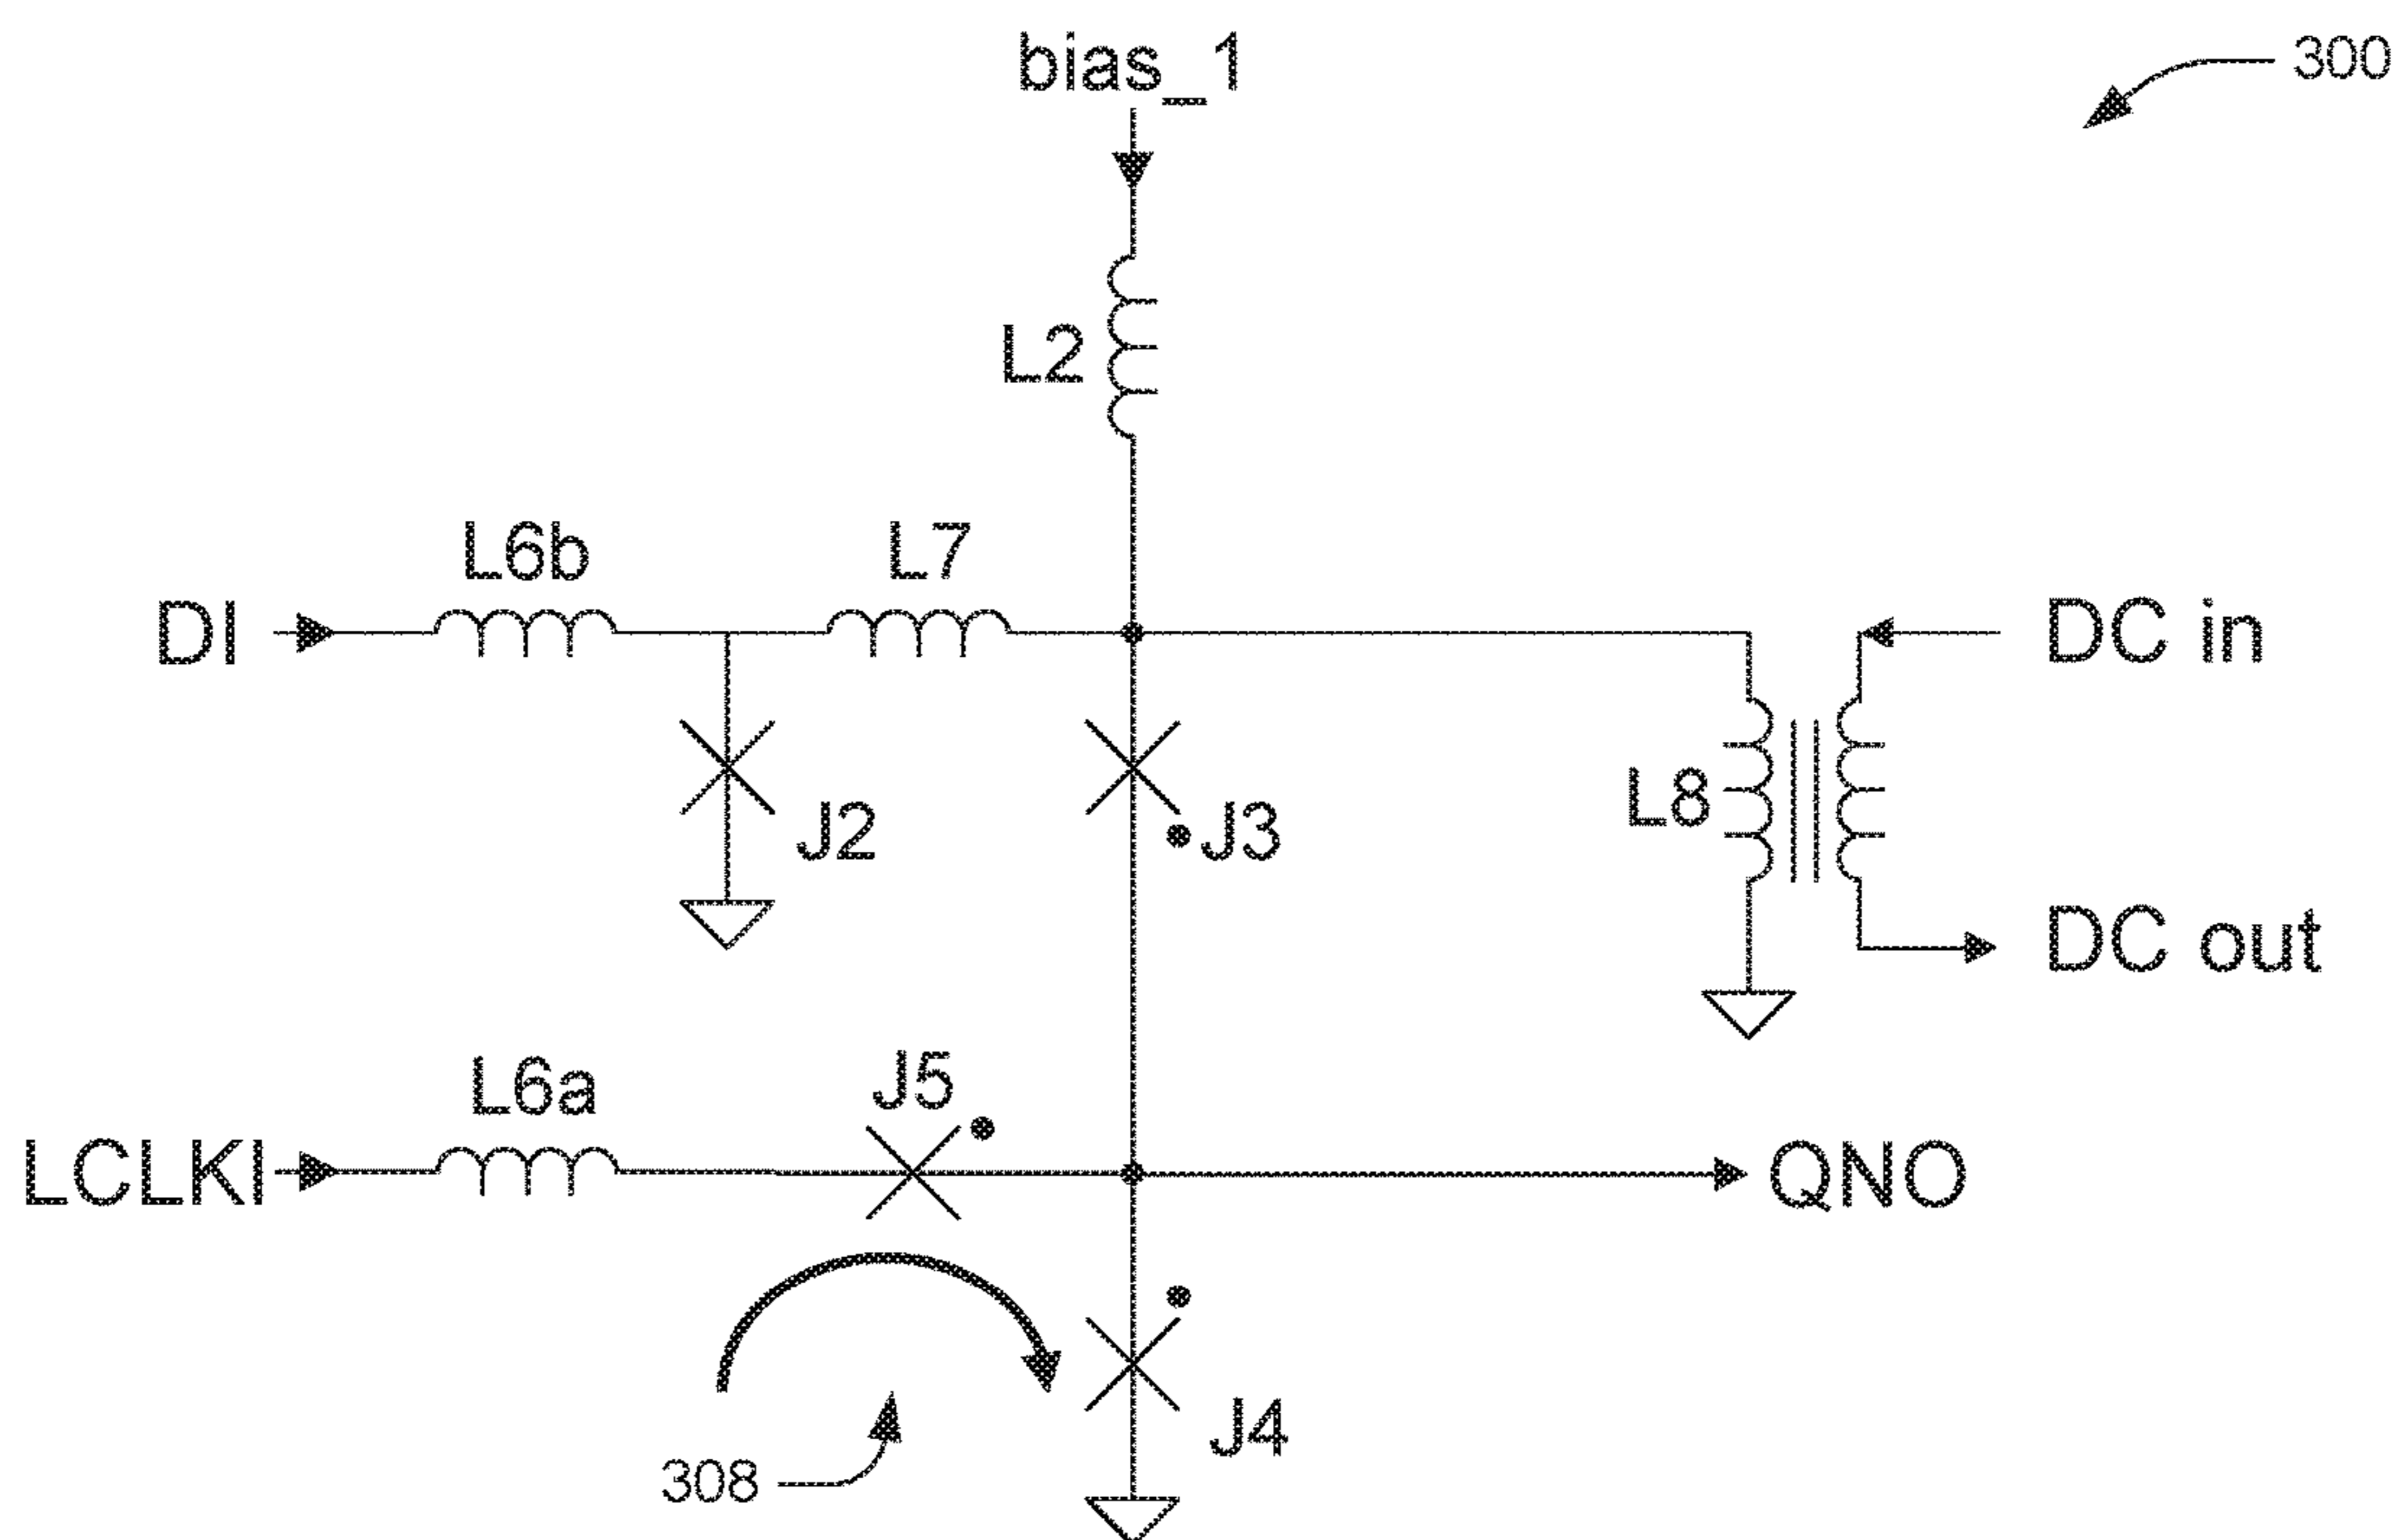 bias_1
300
L2
L6b
L7
DI
DC in
J2
J3
L8
DC out
L6a
J5
LCLKI
QNO
J4
308